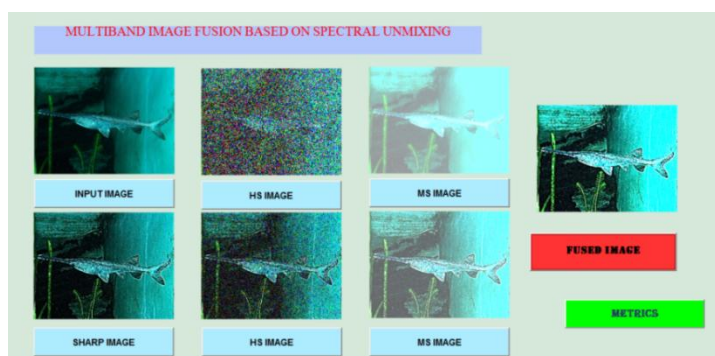 MULTIBAND IMAGE FUSION BASED ON SPECTRAL UNMIXING
INPUT IMAGE
HS IMAGE
MS IMAGE
FUSED IMAGE
METRICS
SHARP IMAGE
HS IMAGE
MS IMAGE